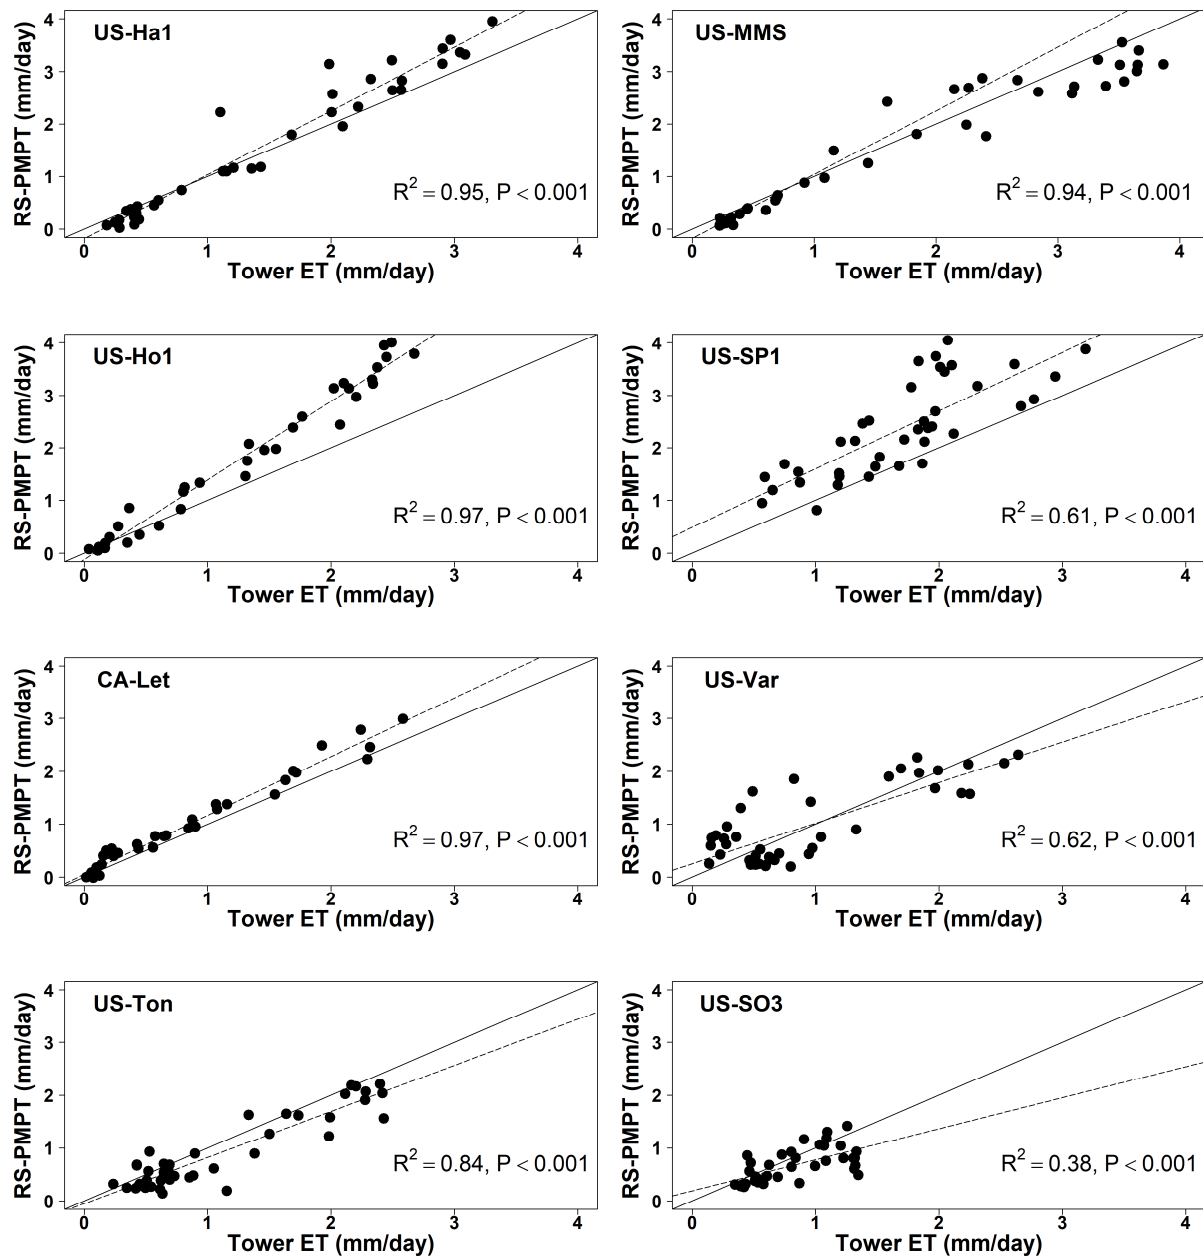 US-Ha1
RS-PMPT (mm/day)
4
3
2
1
0
R² = 0.95, P < 0.001
0 1 2 3 4
Tower ET (mm/day)
US-MMS
RS-PMPT (mm/day)
4
3
2
1
0
R² = 0.94, P < 0.001
0 1 2 3 4
Tower ET (mm/day)
US-Ho1
RS-PMPT (mm/day)
4
3
2
1
0
R² = 0.97, P < 0.001
0 1 2 3 4
Tower ET (mm/day)
US-SP1
RS-PMPT (mm/day)
4
3
2
1
0
R² = 0.61, P < 0.001
0 1 2 3 4
Tower ET (mm/day)
CA-Let
RS-PMPT (mm/day)
4
3
2
1
0
R² = 0.97, P < 0.001
0 1 2 3 4
Tower ET (mm/day)
US-Var
RS-PMPT (mm/day)
4
3
2
1
0
R² = 0.62, P < 0.001
0 1 2 3 4
Tower ET (mm/day)
US-Ton
RS-PMPT (mm/day)
4
3
2
1
0
R² = 0.84, P < 0.001
0 1 2 3 4
Tower ET (mm/day)
US-SO3
RS-PMPT (mm/day)
4
3
2
1
0
R² = 0.38, P < 0.001
0 1 2 3 4
Tower ET (mm/day)